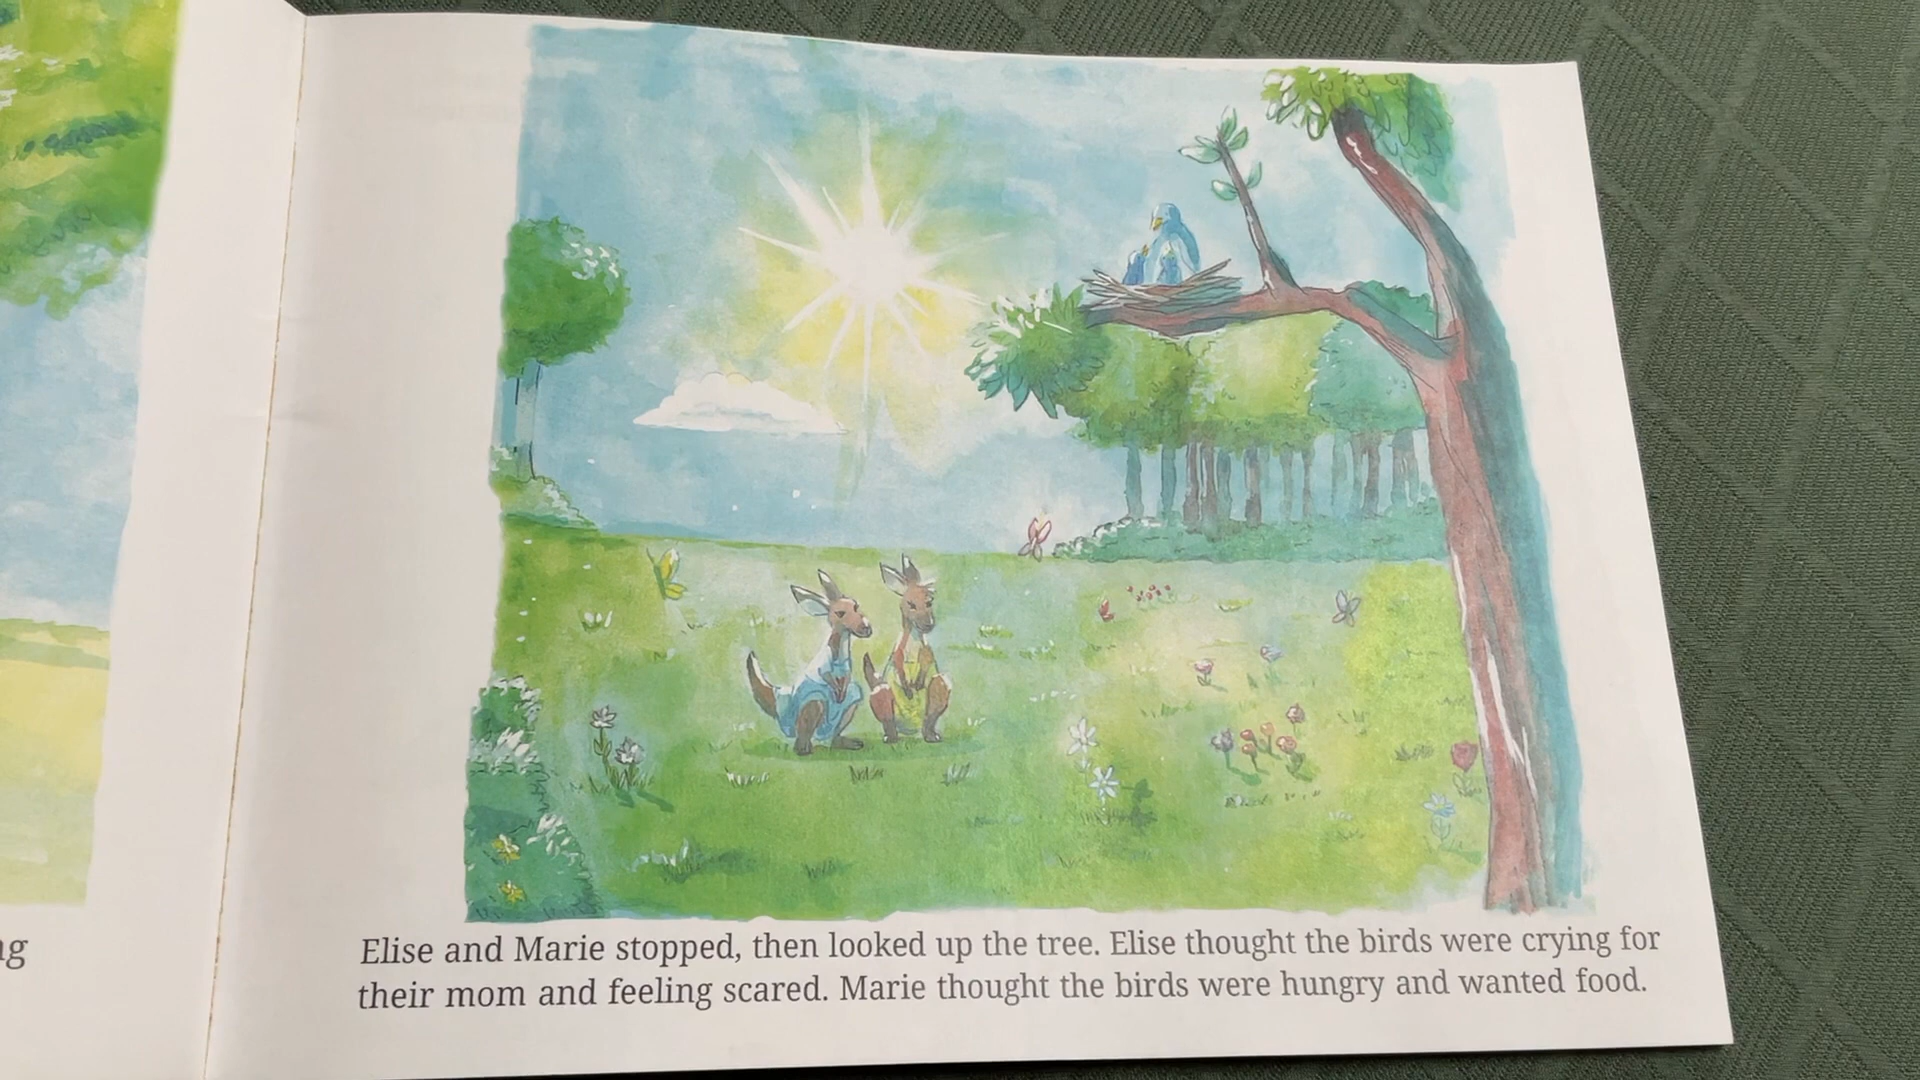 Elise and Marie stopped, then looked up the tree. Elise thought the birds were crying for
their mom and feeling scared. Marie thought the birds were hungry and wanted food.